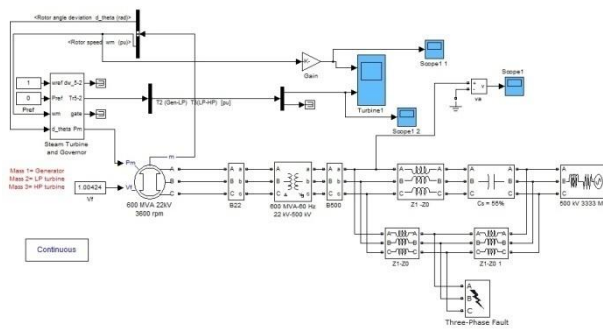 <Rotor angle deviation d_theta (rad)>
<Rotor speed wm (pu)>
K-
Gain
Scope1 1
Turbine1
Scope1
v
va
1
wref
dw_5-2
0
Pref
Tr5-2
Pref
wm
gate
d_theta Pm
Steam Turbine
and Governor
T2 (Gen-LP) T3(LP-HP) [pu]
Scope1 2
Mass 1= Generator
Mass 2= LP turbine
Mass 3= HP turbine
1.00424
Vf
Pm
Vf_
m
A
B
C
600 MVA 22kV
3600 rpm
A a
B b
C c
B22
A a
B b
C c
600 MVA-60 Hz
22 kV-500 kV
A a
B b
C c
B500
A A
B B
C C
Z1 -Z0
A A
B B
C C
Cs = 55%
A
B
C
500 kV 3333 M
A A
B B
C C
Z1-Z0
A A
B B
C C
Z1-Z0 1
Continuous
A
B
C
Three-Phase Fault